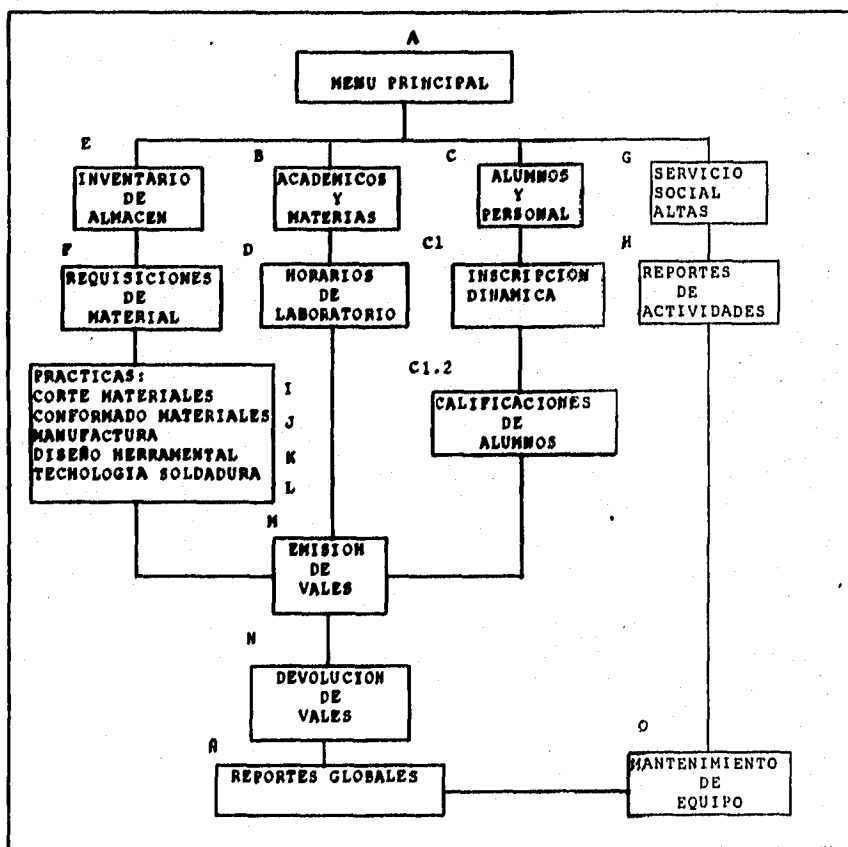 A
MENU PRINCIPAL
E
INVENTARIO
DE
ALMACEN
B
ACADEMICOS
Y
MATERIAS
C
ALUMNOS
Y
PERSONAL
G
SERVICIO
SOCIAL
ALTAS
F
REQUISICIONES
DE
MATERIAL
D
HORARIOS
DE
LABORATORIO
C1
INSCRIPCION
DINAMICA
H
REPORTES
DE
ACTIVIDADES
PRACTICAS:
CORTE MATERIALES
CONFORMADO MATERIALES
MANUFACTURA
DISEÑO HERRAMENTAL
TECNOLOGIA SOLDADURA
I
J
K
L
C1.2
CALIFICACIONES
DE
ALUMNOS
M
EMISION
DE
VALES
N
DEVOLUCION
DE
VALES
A
REPORTES GLOBALES
O
MANTENIMIENTO
DE
EQUIPO